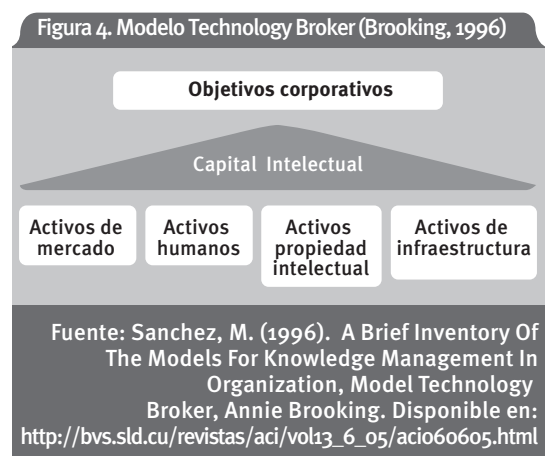 Figura 4. Modelo Technology Broker (Brooking, 1996)
Objetivos corporativos
Capital Intelectual
Activos de
mercado
Activos
humanos
Activos
propiedad
intelectual
Activos de
infraestructura
Fuente: Sanchez, M. (1996). A Brief Inventory Of
The Models For Knowledge Management In
Organization, Model Technology
Broker, Annie Brooking. Disponible en:
http://bvs.sld.cu/revistas/aci/vol13_6_05/aci060605.html